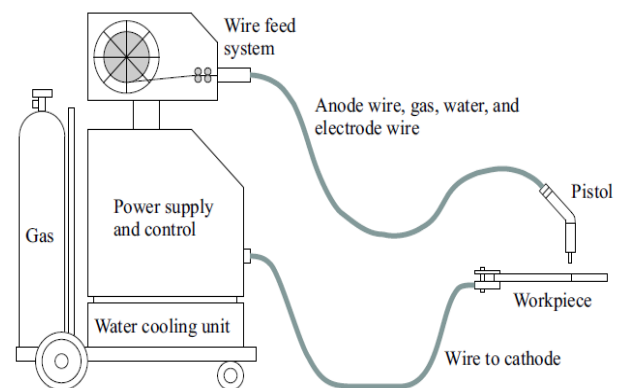 Wire feed
system
Anode wire, gas, water, and
electrode wire
Pistol
Gas
Power supply
and control
Workpiece
Water cooling unit
Wire to cathode